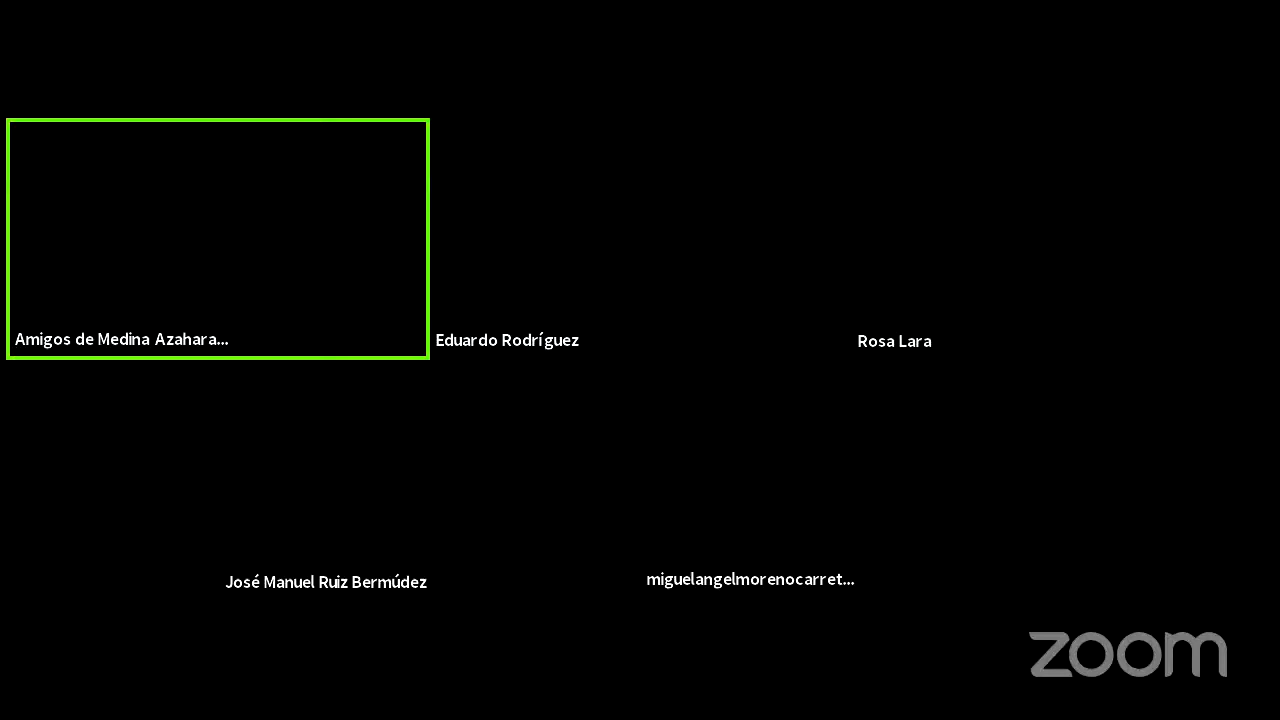 Amigos de Medina Azahara...
Eduardo Rodríguez
Rosa Lara
José Manuel Ruiz Bermúdez
miguelangelmorenocarret...
zoom